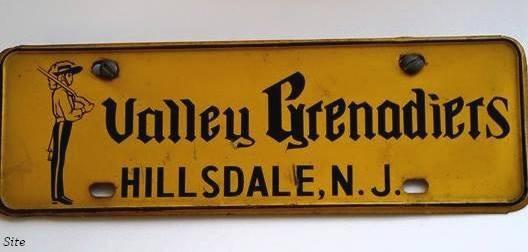 Valley Grenadiers
HILLSDALE, N. J.
Site